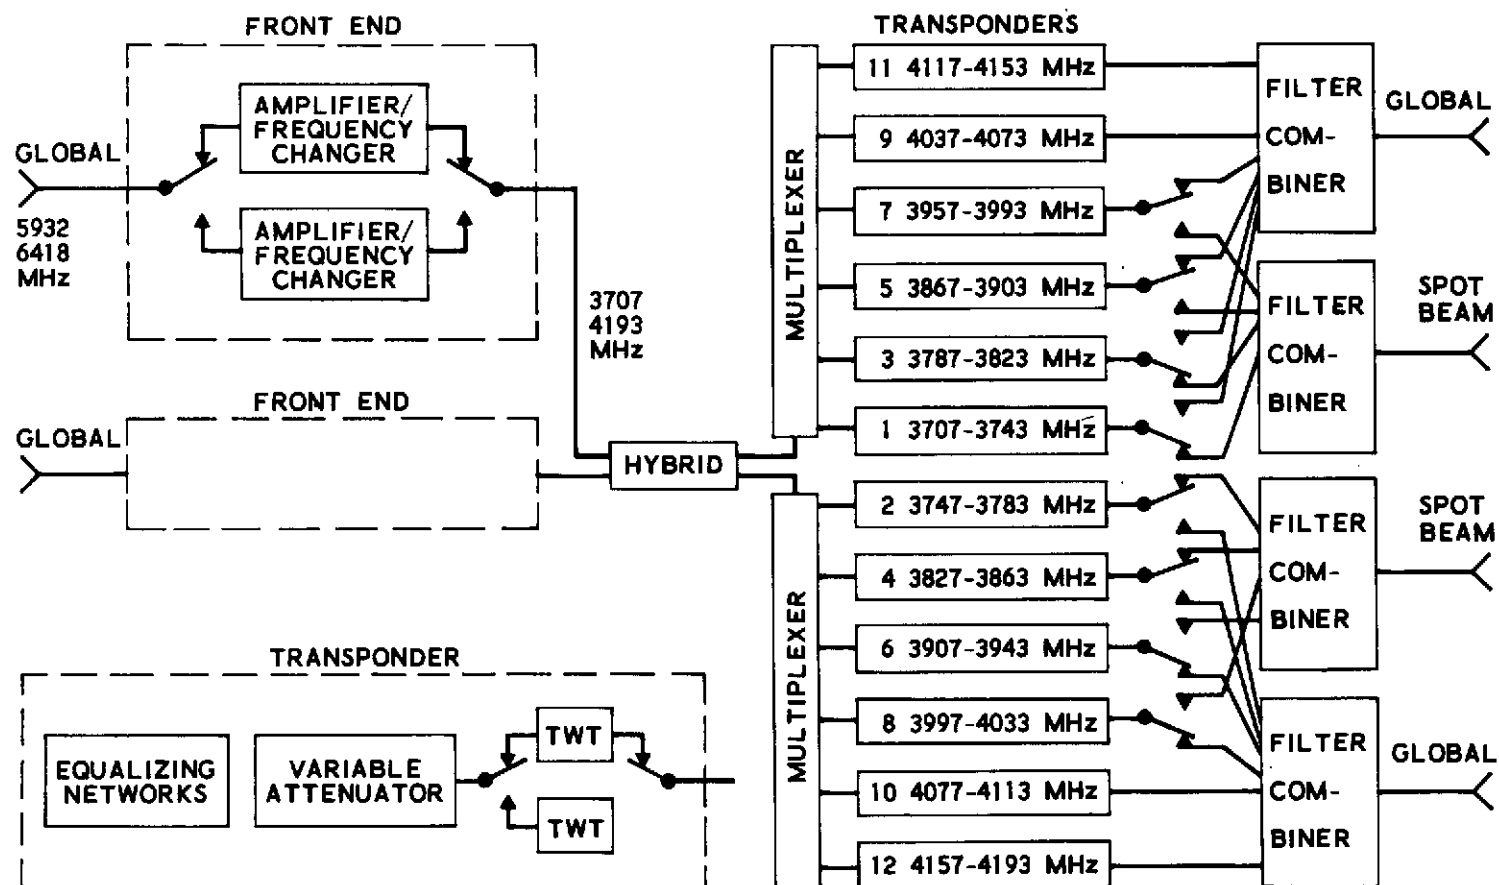 FRONT END
AMPLIFIER/
FREQUENCY
CHANGER
GLOBAL
5932
6418
MHz
AMPLIFIER/
FREQUENCY
CHANGER
3707
4193
MHz
FRONT END
GLOBAL
HYBRID
TRANSPONDER
EQUALIZING
NETWORKS
VARIABLE
ATTENUATOR
TWT
TWT
MULTIPLEXER
MULTIPLEXER
TRANSPONDERS
11 4117-4153 MHz
9 4037-4073 MHz
7 3957-3993 MHz
5 3867-3903 MHz
3 3787-3823 MHz
1 3707-3743 MHz
2 3747-3783 MHz
4 3827-3863 MHz
6 3907-3943 MHz
8 3997-4033 MHz
10 4077-4113 MHz
12 4157-4193 MHz
FILTER
COM-
BINER
GLOBAL
FILTER
COM-
BINER
SPOT
BEAM
FILTER
COM-
BINER
SPOT
BEAM
FILTER
COM-
BINER
GLOBAL